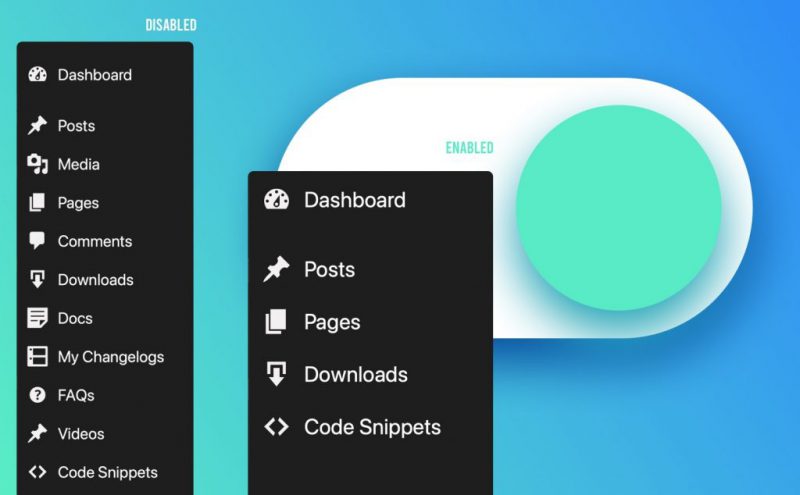 DISABLED
Dashboard
Posts
Media
Pages
Comments
Downloads
Docs
My Changelogs
FAQs
Videos
Code Snippets
ENABLED
Dashboard
Posts
Pages
Downloads
Code Snippets